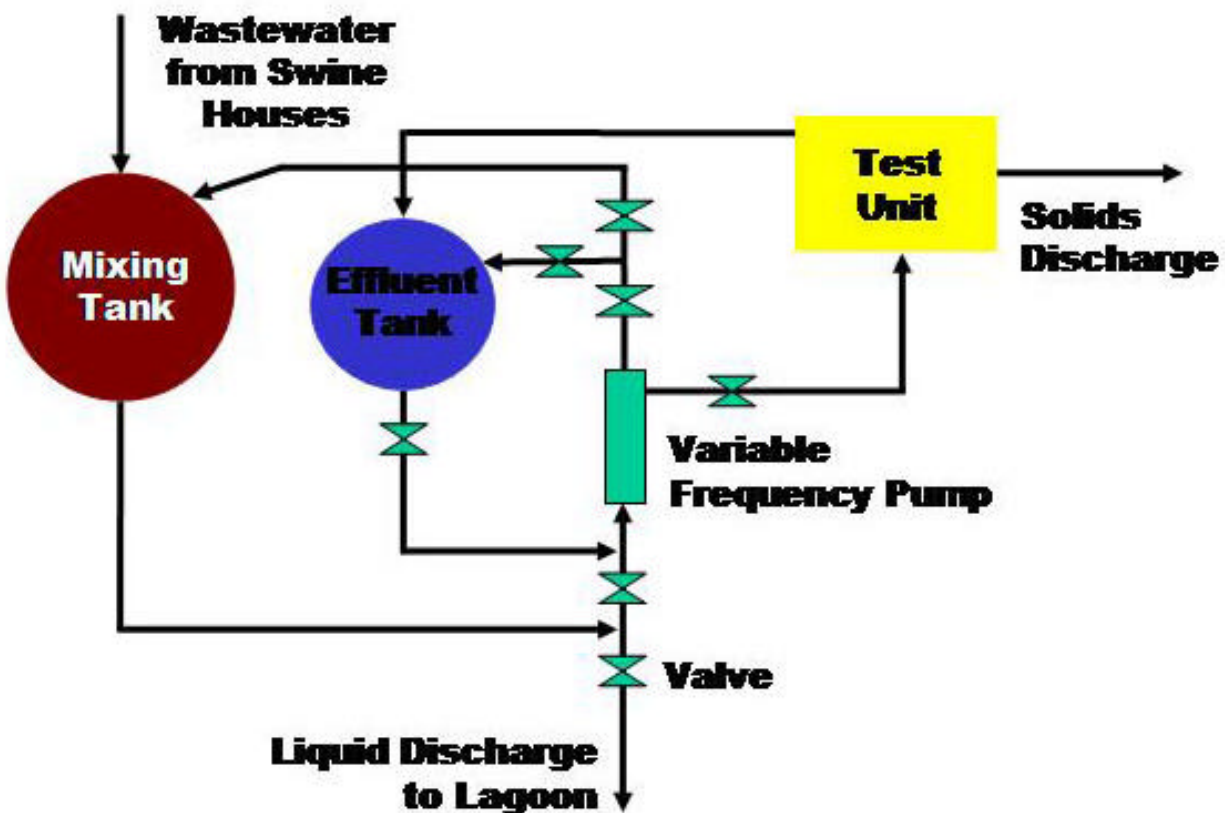 Wastewater
from Swine
Houses
Test
Unit
Solids
Discharge
Mixing
Tank
Effluent
Tank
Variable
Frequency Pump
Valve
Liquid Discharge
to Lagoon